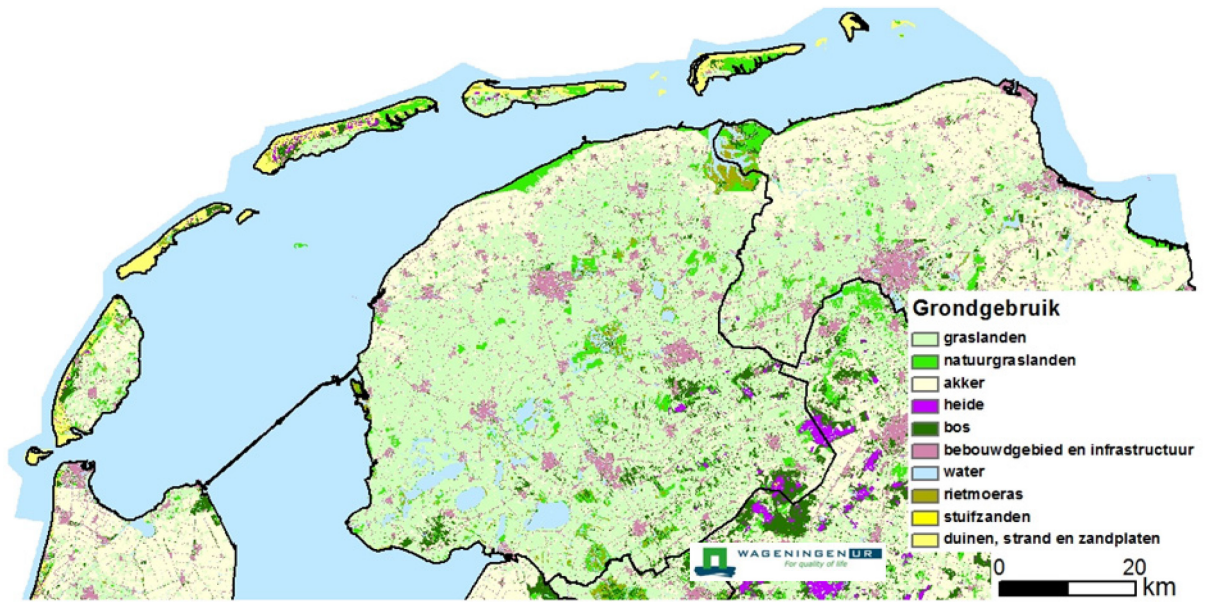 Grondgebruik
graslanden
natuurgraslanden
akker
heide
bos
bebouwdgebied en infrastructuur
water
rietmoeras
stuifzanden
duinen, strand en zandplaten
WAGENINGEN UR
For quality of life
0 20
km